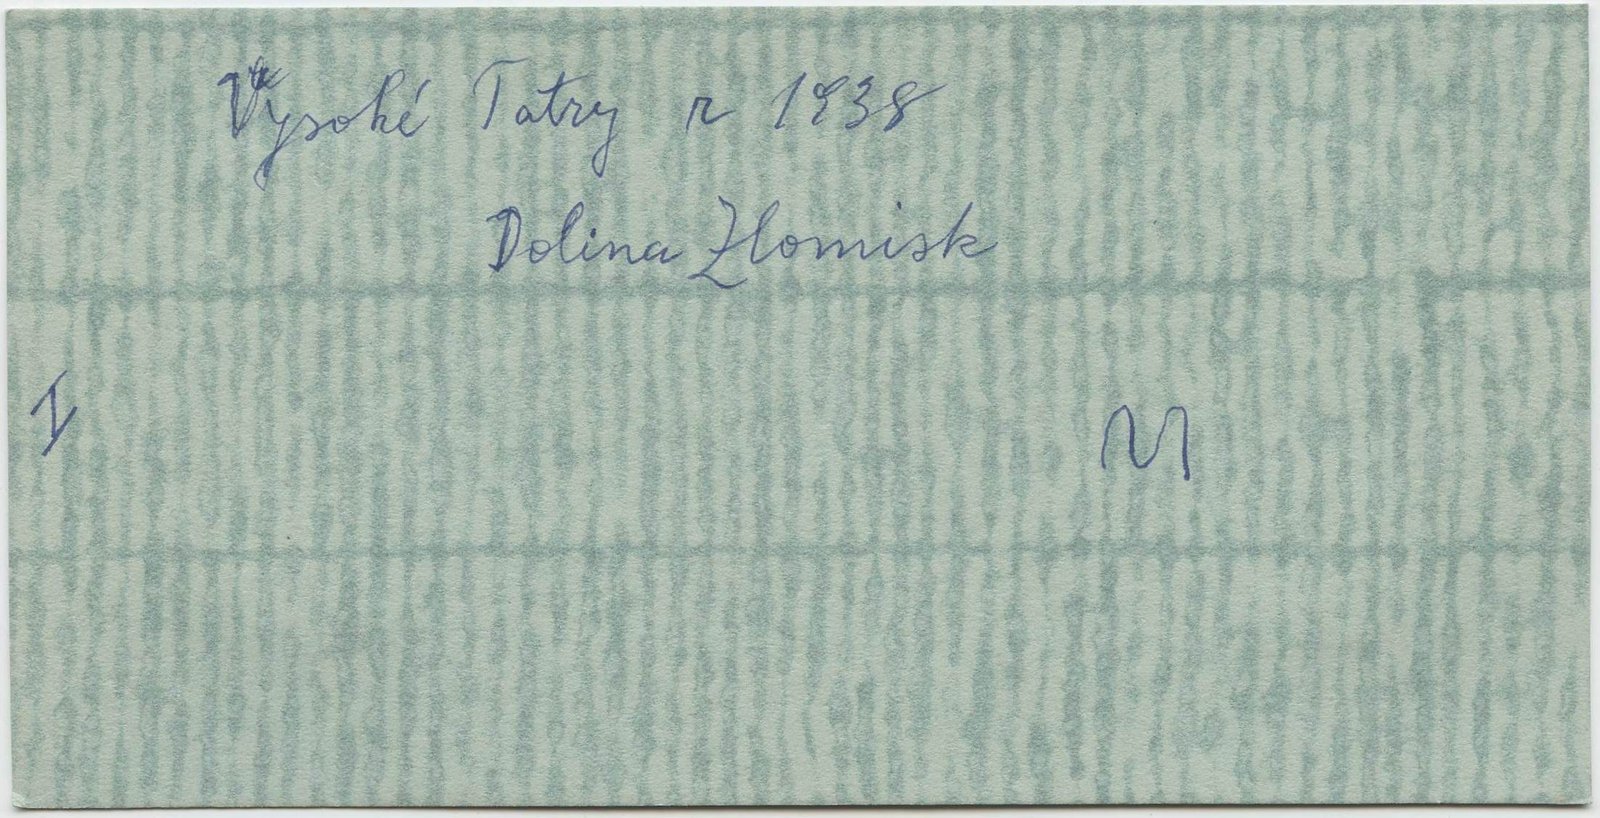 Vysoké Tatry r 1938
Dolina Zlomisk